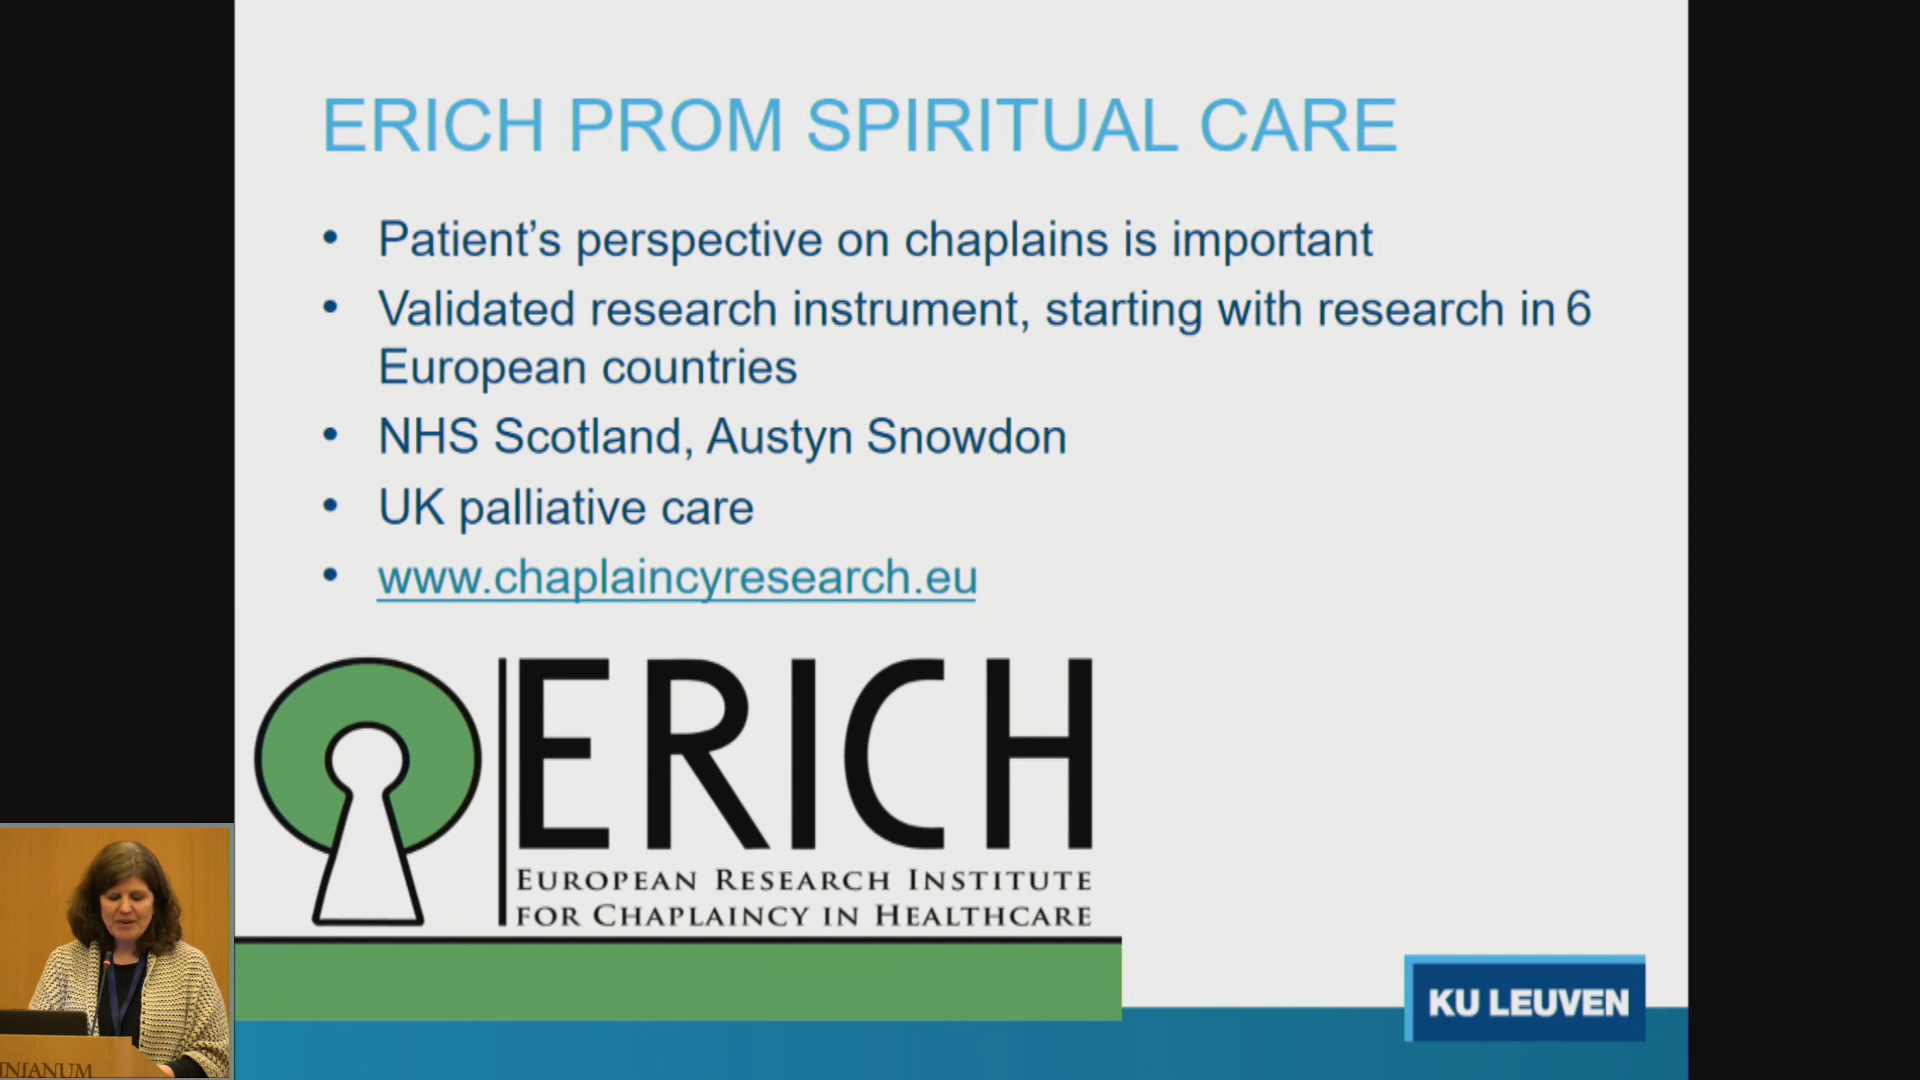 ERICH PROM SPIRITUAL CARE
• Patient’s perspective on chaplains is important
• Validated research instrument, starting with research in 6
European countries
• NHS Scotland, Austyn Snowdon
• UK palliative care
• www.chaplaincyresearch.eu
ERICH
EUROPEAN RESEARCH INSTITUTE
FOR CHAPLAINCY IN HEALTHCARE
KU LEUVEN